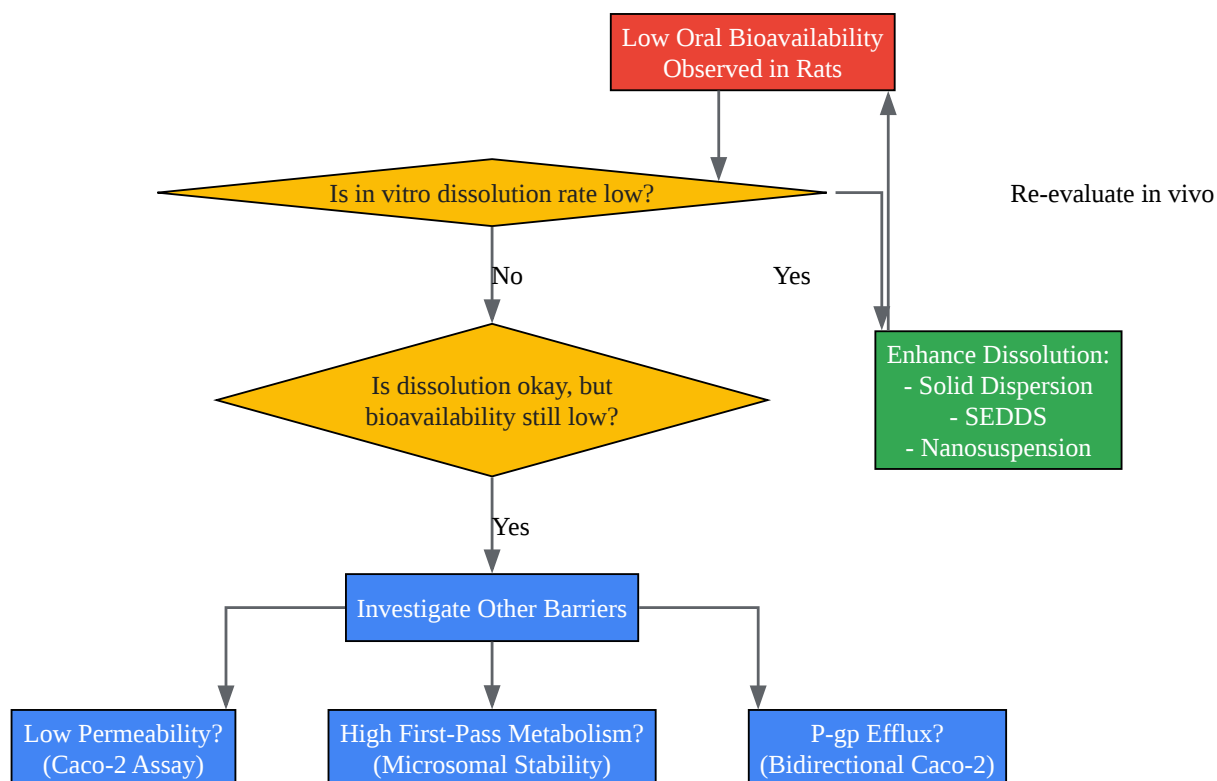 Low Oral Bioavailability
Observed in Rats
Is in vitro dissolution rate low?
Re-evaluate in vivo
No
Yes
Enhance Dissolution:
- Solid Dispersion
- SEDDS
- Nanosuspension
Is dissolution okay, but
bioavailability still low?
Yes
Investigate Other Barriers
Low Permeability?
(Caco-2 Assay)
High First-Pass Metabolism?
(Microsomal Stability)
P-gp Efflux?
(Bidirectional Caco-2)